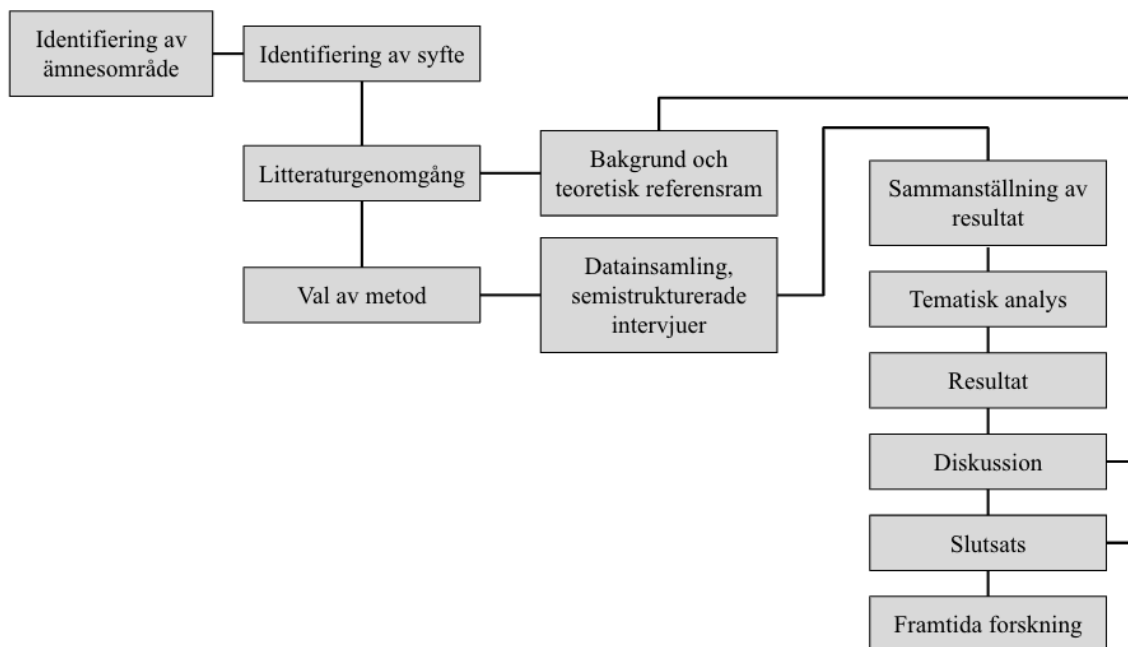 Identifiering av
ämnesområde
Identifiering av syfte
Litteraturgenomgång
Bakgrund och
teoretisk referensram
Val av metod
Datainsamling,
semistrukturerade
intervjuer
Sammanställning av
resultat
Tematisk analys
Resultat
Diskussion
Slutsats
Framtida forskning